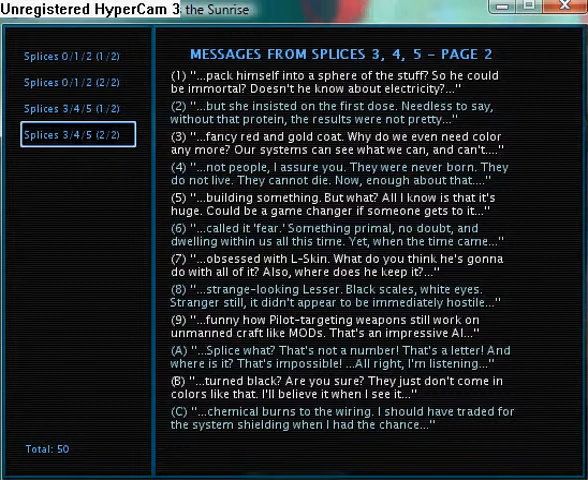 Unregistered HyperCam 3 the Sunrise
MESSAGES FROM SPLICES 3, 4, 5 – PAGE 2
Splices 0/1/2 (1/2)
Splices 0/1/2 (2/2)
Splices 3/4/5 (1/2)
Splices 3/4/5 (2/2)
(1) "...pack himself into a sphere of the stuff? So he could
be immortal? Doesn't he know about electricity?..."
(2) "...but she insisted on the first dose. Needless to say,
without that protein, the results were not pretty..."
(3) "...fancy red and gold coat. Why do we even need color
any more? Our systems can see what we can, and can't...."
(4) "...not people, I assure you. They were never born. They
do not live. They cannot die. Now, enough about that...."
(5) "...building something. But what? All I know is that it's
huge. Could be a game changer if someone gets to it..."
(6) "...called it 'fear.' Something primal, no doubt, and
dwelling within us all this time. Yet, when the time came..."
(7) "...obsessed with L-Skin. What do you think he's gonna
do with all of it? Also, where does he keep it?..."
(8) "...strange-looking Lesser. Black scales, white eyes.
Stranger still, it didn't appear to be immediately hostile..."
(9) "...funny how Pilot-targeting weapons still work on
unmanned craft like MODs. That's an impressive AI..."
(A) "...Splice what? That's not a number! That's a letter! And
where is it? That's impossible! ...All right, I'm listening..."
(B) "...turned black? Are you sure? They just don't come in
colors like that. I'll believe it when I see it..."
(C) "...chemical burns to the wiring. I should have traded for
the system shielding when I had the chance..."
Total: 50